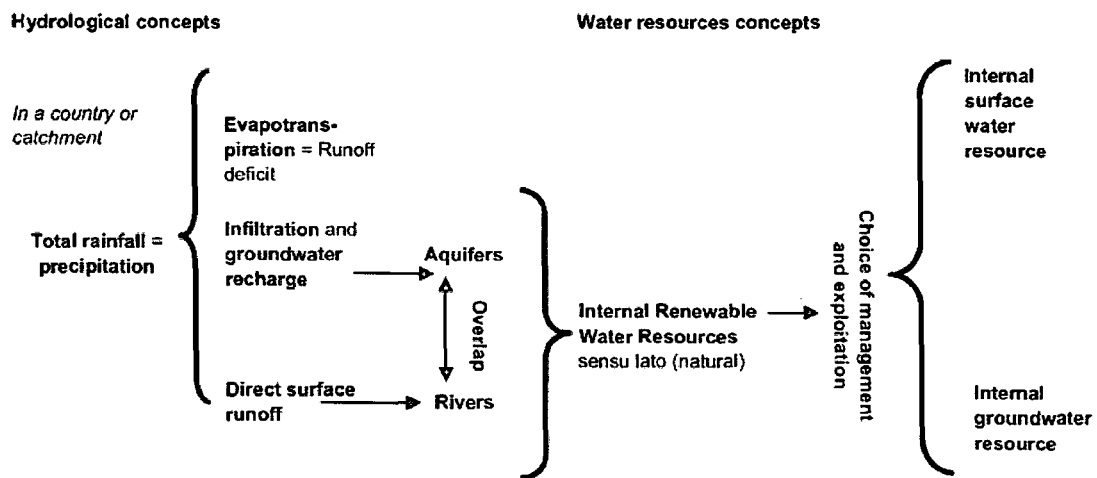 Hydrological concepts
Water resources concepts
In a country or
catchment
Total rainfall =
precipitation
Evapotrans-
piration = Runoff
deficit
Infiltration and
groundwater
recharge
Direct surface
runoff
Aquifers
Overlap
Rivers
Internal Renewable
Water Resources
sensu lato (natural)
Choice of management
and exploitation
Internal
surface
water
resource
Internal
groundwater
resource